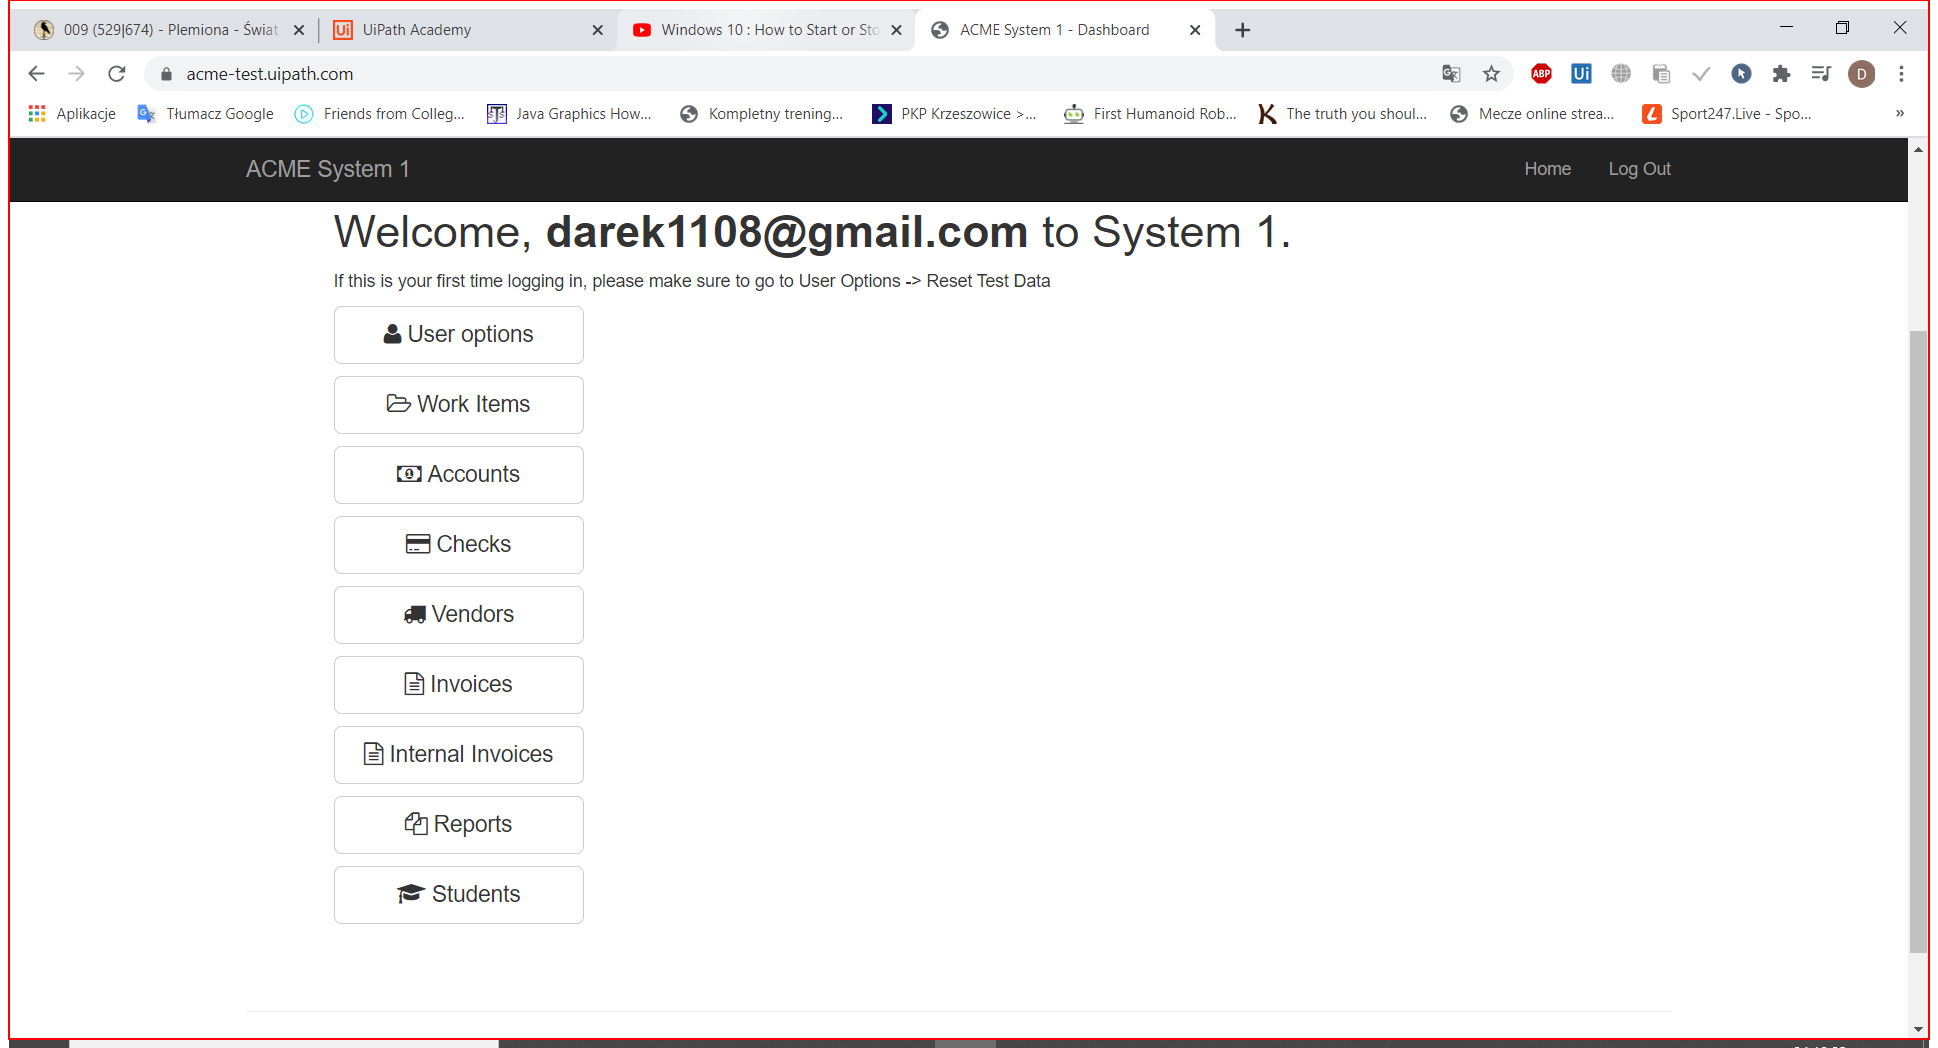 009 (529|674) - Plemiona - Świat
Ui UiPath Academy
Windows 10 : How to Start or Sto
ACME System 1 - Dashboard
acme-test.uipath.com
ABP
Ui
D
Aplikacje
Tłumacz Google
Friends from Colleg...
Java Graphics How...
Kompletny trening...
PKP Krzeszowice >...
First Humanoid Rob...
The truth you shoul...
Mecze online strea...
Sport247.Live - Spo...
»
ACME System 1
Home
Log Out
Welcome, darek1108@gmail.com to System 1.
If this is your first time logging in, please make sure to go to User Options -> Reset Test Data
User options
Work Items
Accounts
Checks
Vendors
Invoices
Internal Invoices
Reports
Students